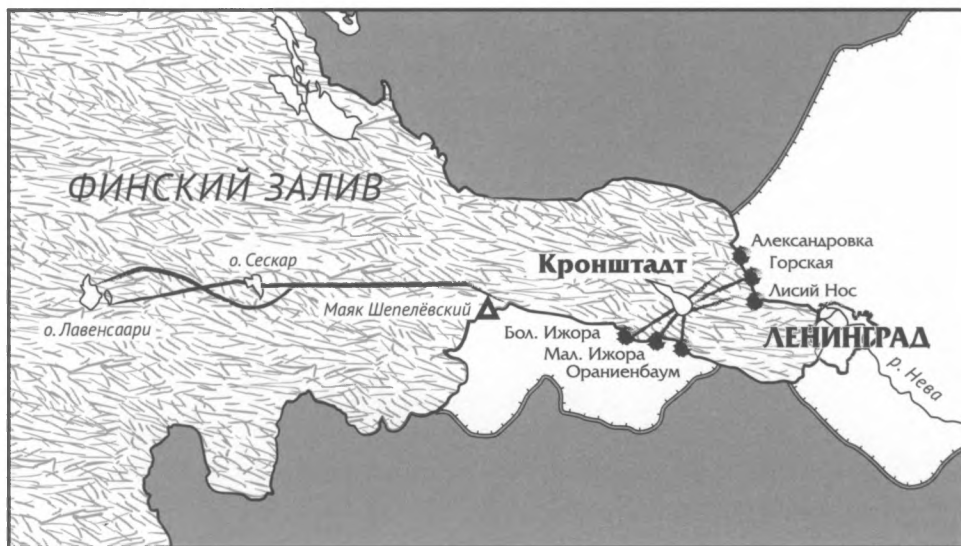 ФИНСКИЙ ЗАЛИВ
о. Сескар
о. Лавенсаари
Маяк Шепелёвский
Кронштадт
Александровка
Горская
Лисий Нос
Бол. Ижора
Мал. Ижора
Ораниенбаум
ЛЕНИНГРАД
р. Нева